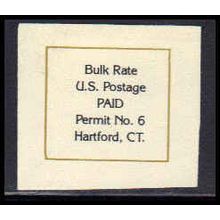 Bulk Rate
U.S. Postage
PAID
Permit No. 6
Hartford, CT.